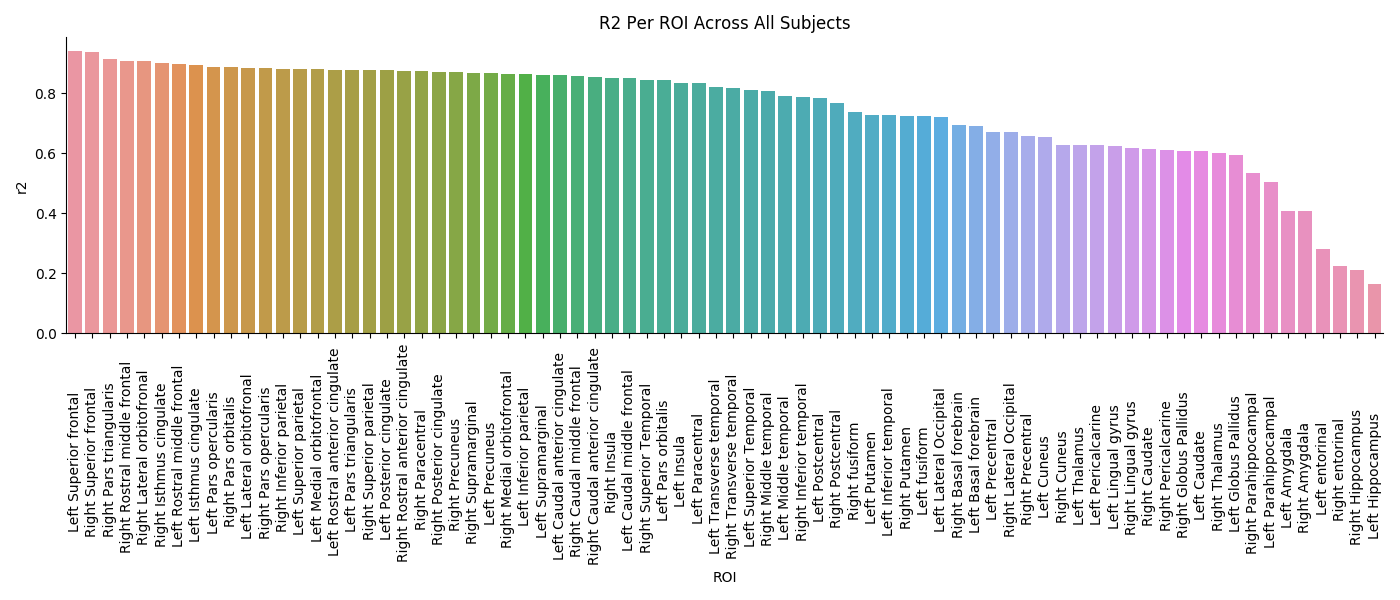 R2 Per ROI Across All Subjects
r2
0.8
0.6
0.4
0.2
0.0
Left Superior frontal
Right Superior frontal
Right Pars triangularis
Right Rostral middle frontal
Right Lateral orbitofrontal
Right Isthmus cingulate
Left Rostral middle frontal
Left Isthmus cingulate
Left Pars opercularis
Right Pars orbitalis
Left Lateral orbitofrontal
Right Pars opercularis
Right Inferior parietal
Left Superior parietal
Left Medial orbitofrontal
Left Rostral anterior cingulate
Left Pars triangularis
Right Superior parietal
Left Posterior cingulate
Right Rostral anterior cingulate
Right Paracentral
Right Posterior cingulate
Right Precuneus
Right Supramarginal
Left Precuneus
Right Medial orbitofrontal
Left Inferior parietal
Left Supramarginal
Left Caudal anterior cingulate
Right Caudal middle frontal
Right Caudal anterior cingulate
Right Insula
Left Caudal middle frontal
Right Superior Temporal
Left Pars orbitalis
Left Insula
Left Paracentral
Left Transverse temporal
Right Transverse temporal
Left Superior Temporal
Right Middle temporal
Left Middle temporal
Right Inferior temporal
Left Postcentral
Right Postcentral
Right fusiform
Left Putamen
Left Inferior temporal
Right Putamen
Left fusiform
Left Lateral Occipital
Right Basal forebrain
Left Basal forebrain
Left Precentral
Right Lateral Occipital
Right Precentral
Left Cuneus
Right Cuneus
Left Thalamus
Left Pericalcarine
Left Lingual gyrus
Right Lingual gyrus
Right Caudate
Right Pericalcarine
Right Globus Pallidus
Left Caudate
Right Thalamus
Left Globus Pallidus
Right Parahippocampal
Left Parahippocampal
Left Amygdala
Right Amygdala
Left entorinal
Right entorinal
Right Hippocampus
Left Hippocampus
ROI